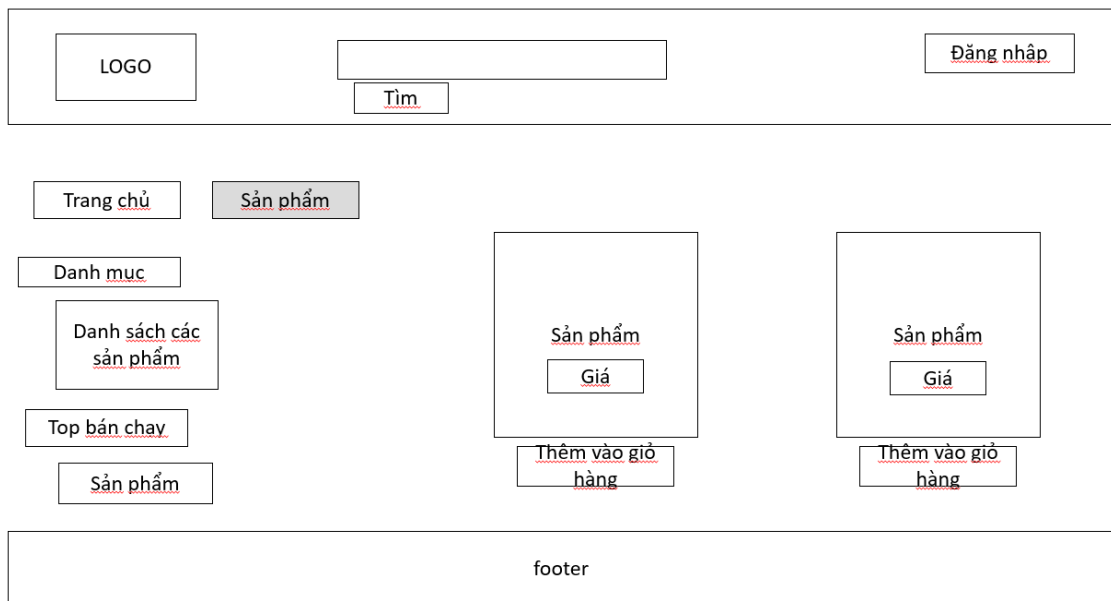 LOGO
Tìm
Đăng nhập
Trang chủ
Sản phẩm
Danh mục
Danh sách các
sản phẩm
Top bán chạy
Sản phẩm
Sản phẩm
Giá
Thêm vào giỏ
hàng
Sản phẩm
Giá
Thêm vào giỏ
hàng
footer